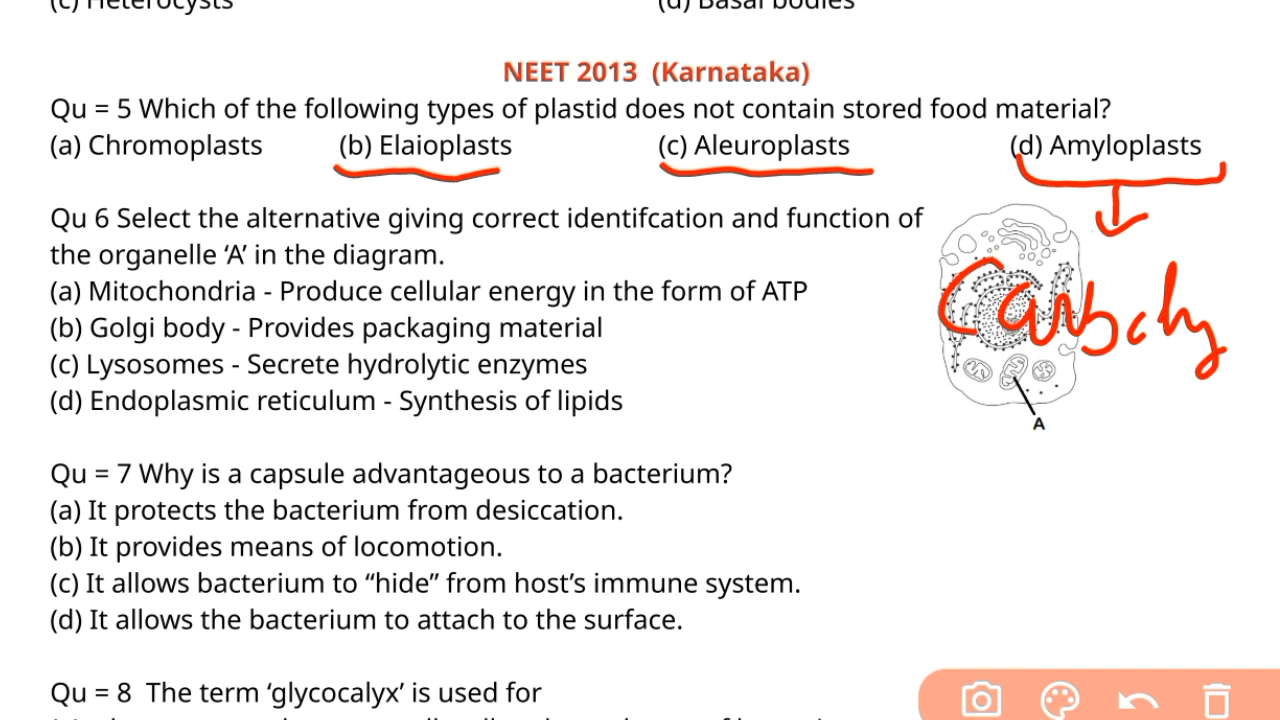 (c) Heterocysts (d) Basal bodies
NEET 2013 (Karnataka)
Qu = 5 Which of the following types of plastid does not contain stored food material?
(a) Chromoplasts (b) Elaioplasts (c) Aleuroplasts (d) Amyloplasts
Qu 6 Select the alternative giving correct identifcation and function of
the organelle ‘A’ in the diagram.
(a) Mitochondria - Produce cellular energy in the form of ATP
(b) Golgi body - Provides packaging material
(c) Lysosomes - Secrete hydrolytic enzymes
(d) Endoplasmic reticulum - Synthesis of lipids
Carbohy
A
Qu = 7 Why is a capsule advantageous to a bacterium?
(a) It protects the bacterium from desiccation.
(b) It provides means of locomotion.
(c) It allows bacterium to “hide” from host’s immune system.
(d) It allows the bacterium to attach to the surface.
Qu = 8 The term ‘glycocalyx’ is used for